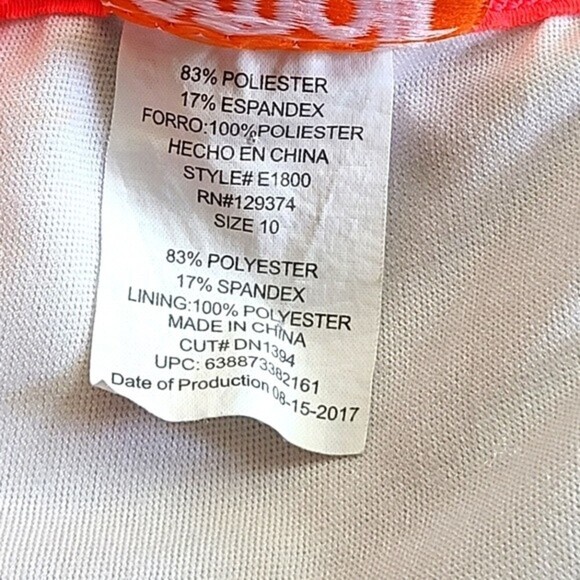 83% POLIESTER
17% ESPANDEX
FORRO:100%POLIESTER
HECHO EN CHINA
STYLE# E1800
RN#129374
SIZE 10
83% POLYESTER
17% SPANDEX
LINING:100% POLYESTER
MADE IN CHINA
CUT# DN1394
UPC: 638873382161
Date of Production 08-15-2017